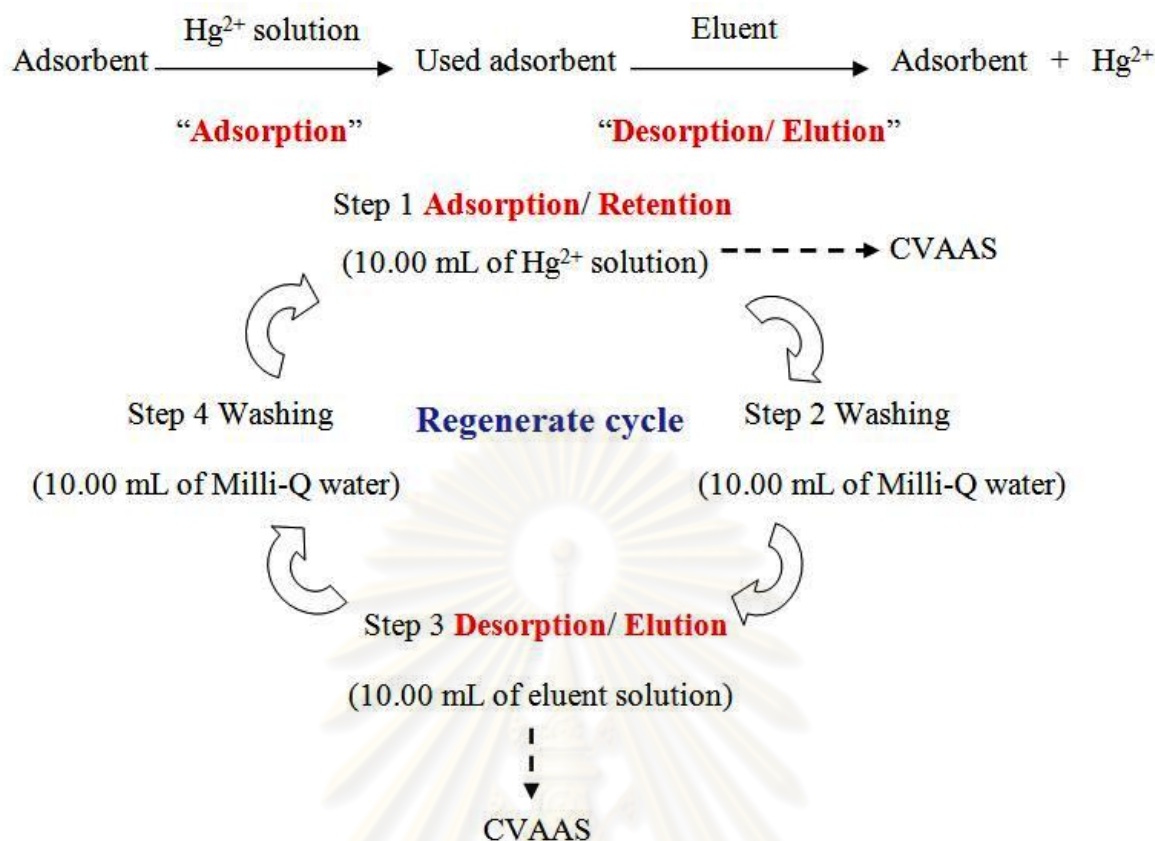 Hg²⁺ solution
Eluent
Adsorbent
Used adsorbent
Adsorbent + Hg²⁺
“Adsorption”
“Desorption/ Elution”
Step 1 Adsorption/ Retention
(10.00 mL of Hg²⁺ solution)
CVAAS
Step 4 Washing
Regenerate cycle
Step 2 Washing
(10.00 mL of Milli-Q water)
(10.00 mL of Milli-Q water)
Step 3 Desorption/ Elution
(10.00 mL of eluent solution)
CVAAS